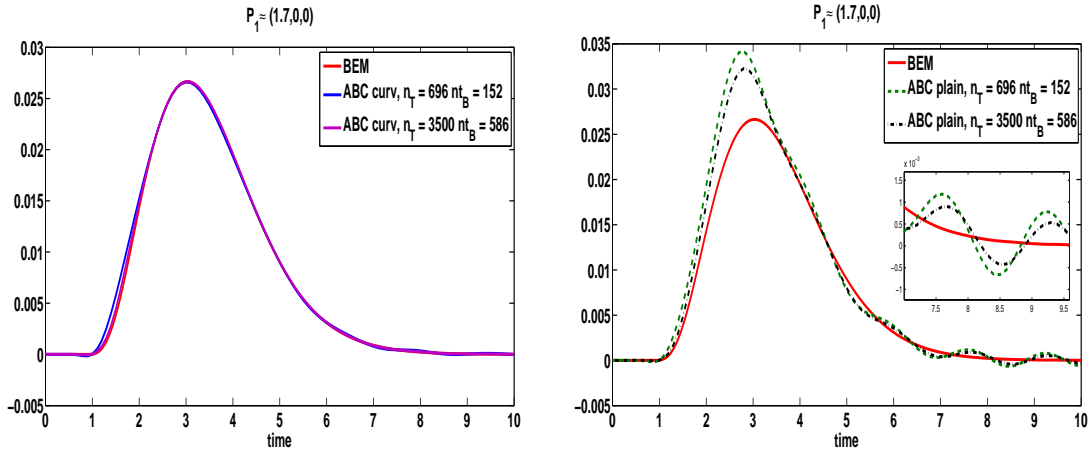 P_1 ≈ (1.7,0,0)
0.03
0.025
0.02
0.015
0.01
0.005
0
−0.005
BEM
ABC curv, n_T = 696 nt_B = 152
ABC curv, n_T = 3500 nt_B = 586
0 1 2 3 4 5 6 7 8 9 10
time
P_1 ≈ (1.7,0,0)
0.035
0.03
0.025
0.02
0.015
0.01
0.005
0
−0.005
BEM
ABC plain, n_T = 696 nt_B = 152
ABC plain, n_T = 3500 nt_B = 586
x 10^−3
1.5
1
0.5
0
−0.5
−1
7.5 8 8.5 9 9.5
0 1 2 3 4 5 6 7 8 9 10
time